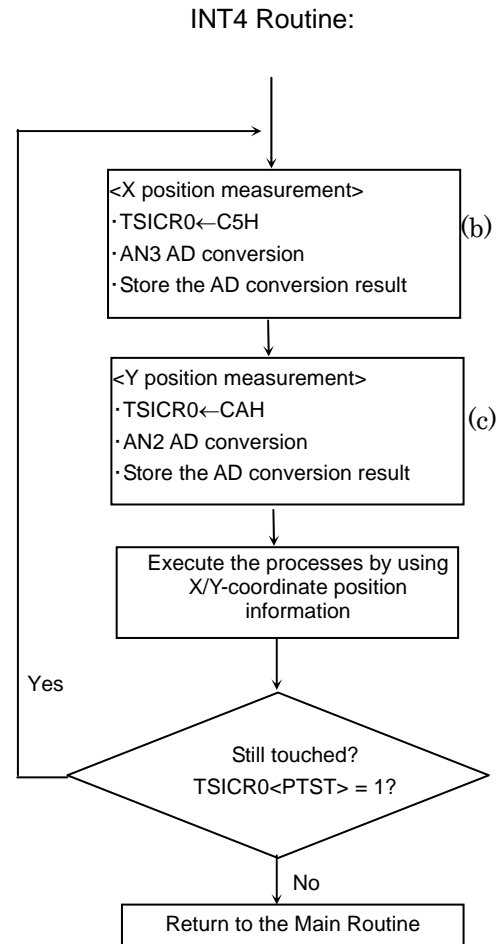 INT4 Routine:
<X position measurement>
·TSICR0←C5H
·AN3 AD conversion
·Store the AD conversion result
(b)
<Y position measurement>
·TSICR0←CAH
·AN2 AD conversion
·Store the AD conversion result
(c)
Execute the processes by using
X/Y-coordinate position
information
Yes
Still touched?
TSICR0<PTST> = 1?
No
Return to the Main Routine